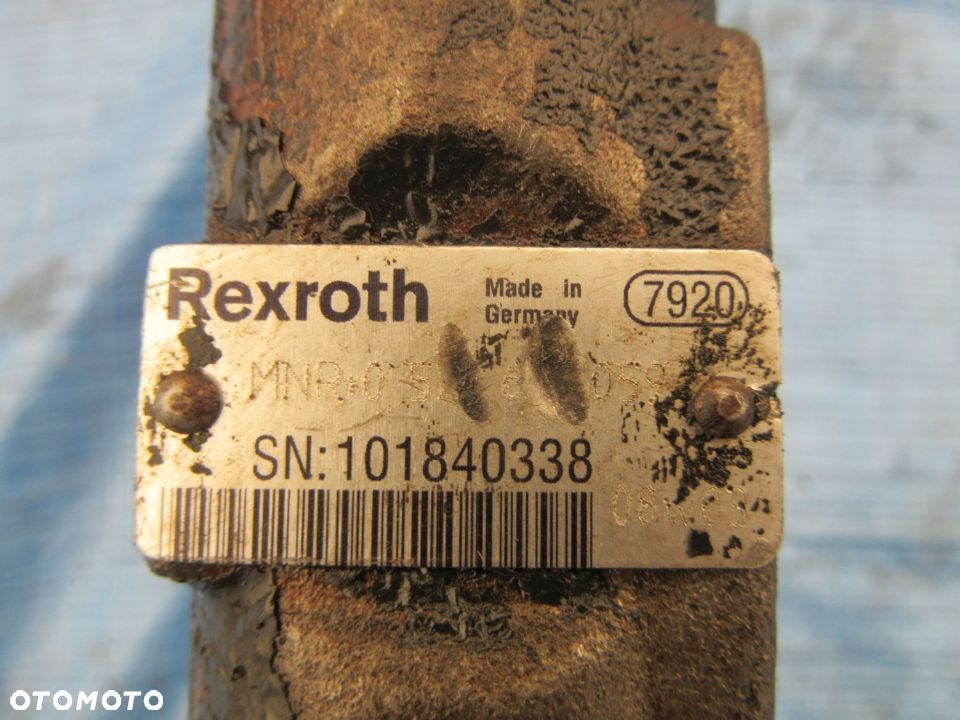 Rexroth
Made in
Germany
7920
SN:101840338
OTOMOTO